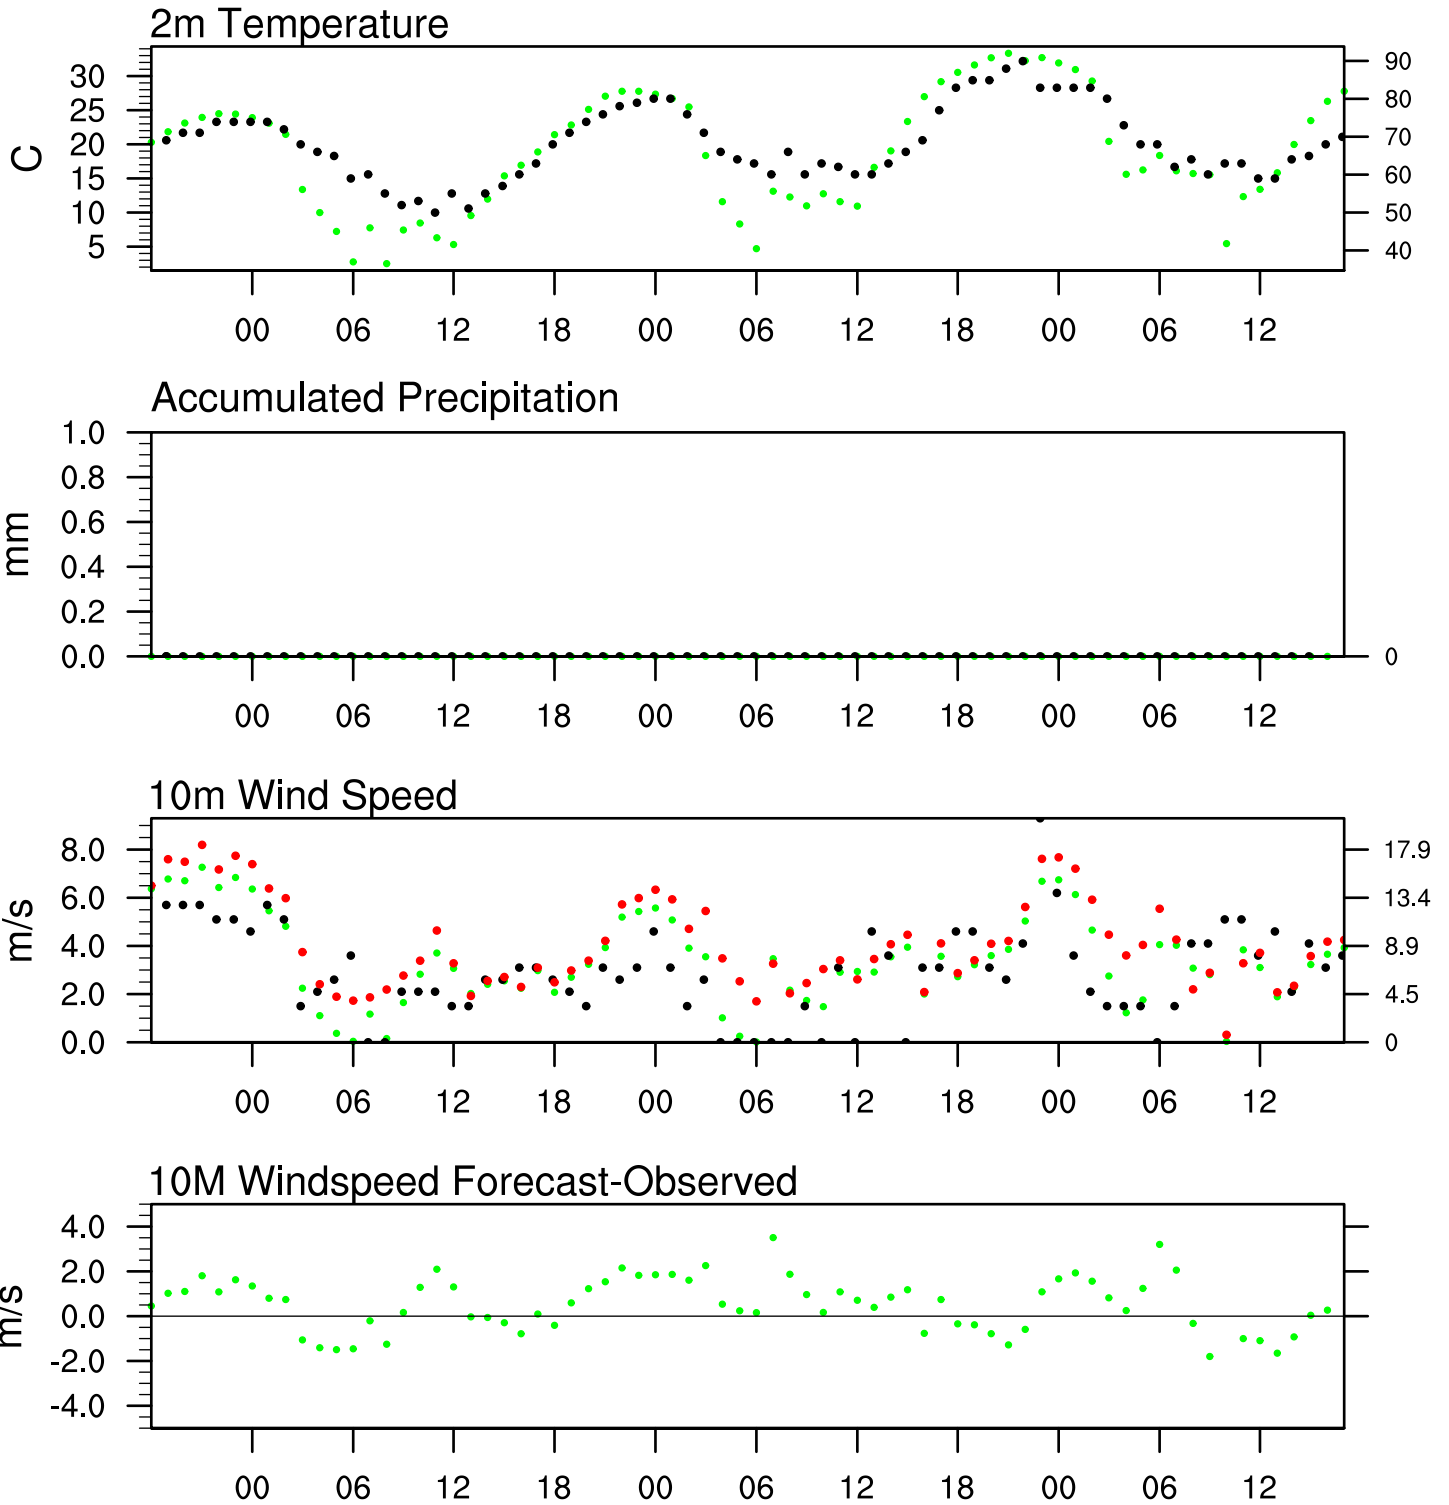 2m Temperature
30
25
20
15
10
5
C
90
80
70
60
50
40
00 06 12 18 00 06 12 18 00 06 12
Accumulated Precipitation
1.0
0.8
0.6
0.4
0.2
0.0
mm
0
00 06 12 18 00 06 12 18 00 06 12
10m Wind Speed
8.0
6.0
4.0
2.0
0.0
m/s
17.9
13.4
8.9
4.5
0
00 06 12 18 00 06 12 18 00 06 12
10M Windspeed Forecast-Observed
4.0
2.0
0.0
-2.0
-4.0
m/s
00 06 12 18 00 06 12 18 00 06 12